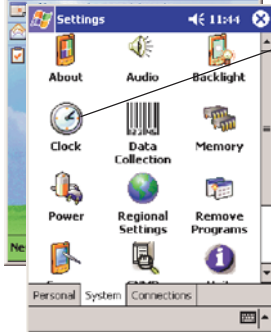 Settings 11:44
About Audio Backlight
Clock Data Collection Memory
Power Regional Settings Remove Programs
Personal System Connections